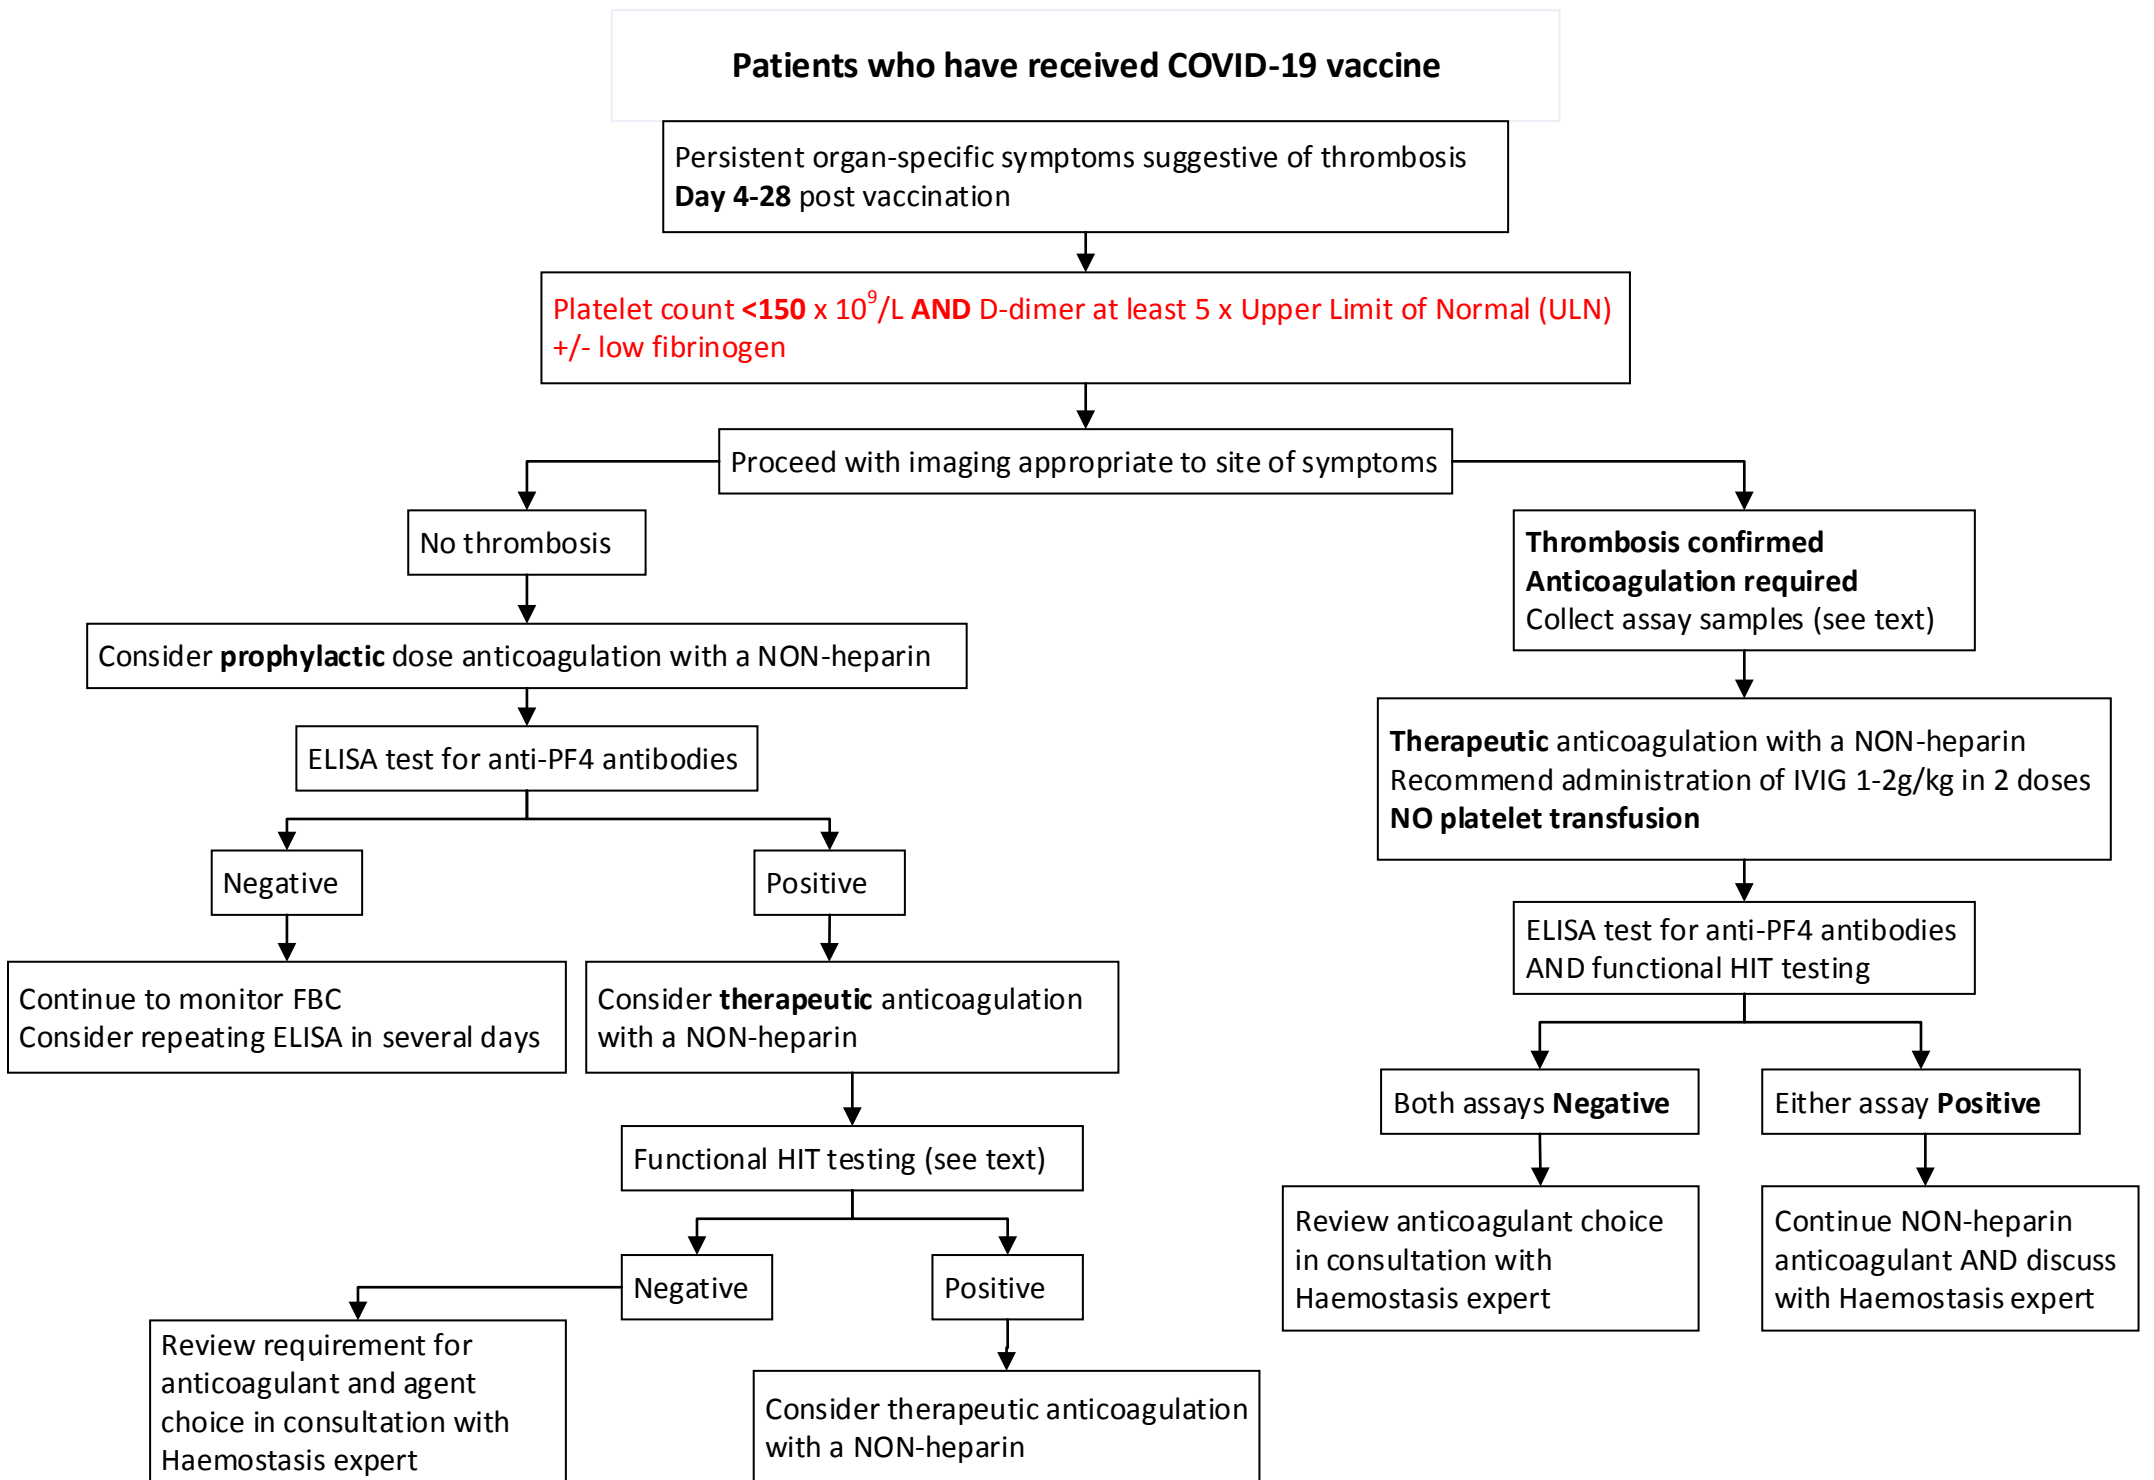 Patients who have received COVID-19 vaccine
Persistent organ-specific symptoms suggestive of thrombosis
Day 4-28 post vaccination
Platelet count <150 x 10⁹/L AND D-dimer at least 5 x Upper Limit of Normal (ULN)
+/- low fibrinogen
Proceed with imaging appropriate to site of symptoms
No thrombosis
Consider prophylactic dose anticoagulation with a NON-heparin
ELISA test for anti-PF4 antibodies
Negative
Continue to monitor FBC
Consider repeating ELISA in several days
Positive
Consider therapeutic anticoagulation
with a NON-heparin
Functional HIT testing (see text)
Negative
Review requirement for
anticoagulant and agent
choice in consultation with
Haemostasis expert
Positive
Consider therapeutic anticoagulation
with a NON-heparin
Thrombosis confirmed
Anticoagulation required
Collect assay samples (see text)
Therapeutic anticoagulation with a NON-heparin
Recommend administration of IVIG 1-2g/kg in 2 doses
NO platelet transfusion
ELISA test for anti-PF4 antibodies
AND functional HIT testing
Both assays Negative
Review anticoagulant choice
in consultation with
Haemostasis expert
Either assay Positive
Continue NON-heparin
anticoagulant AND discuss
with Haemostasis expert